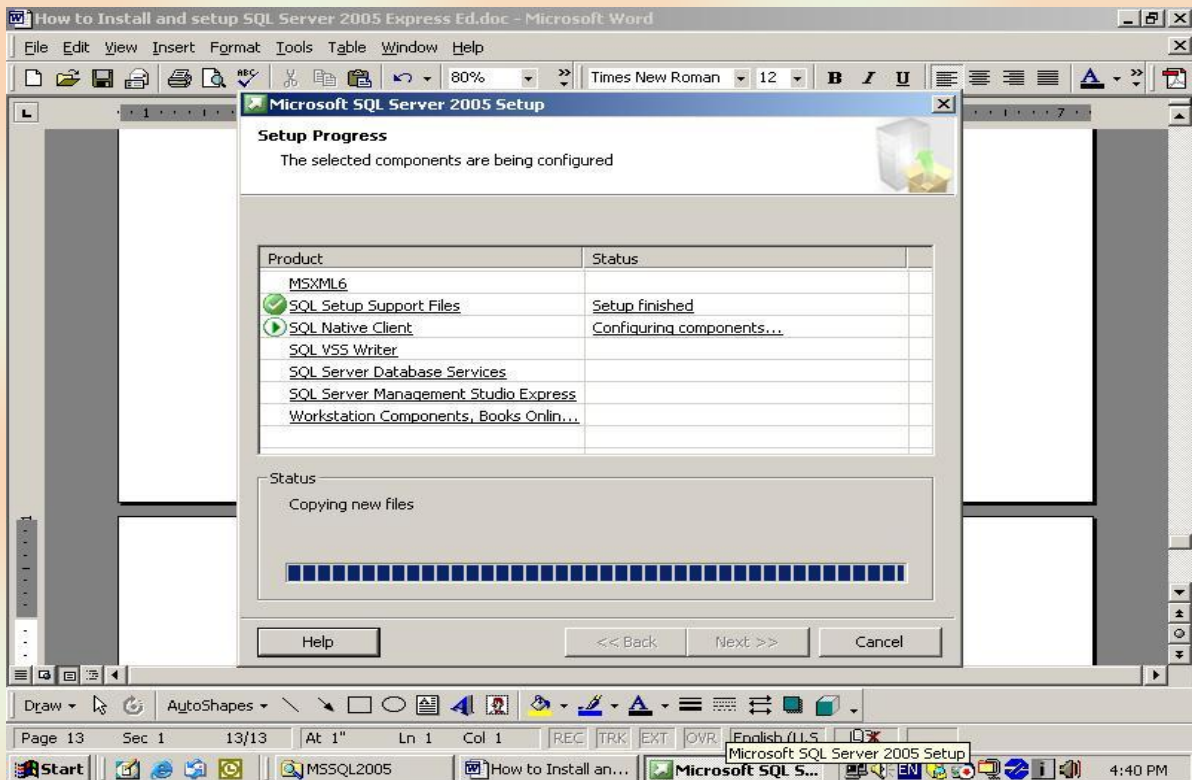 How to Install and setup SQL Server 2005 Express Ed.doc - Microsoft Word
File Edit View Insert Format Tools Table Window Help
ABC 80% Times New Roman 12 B I U A
1 7
Microsoft SQL Server 2005 Setup
Setup Progress
The selected components are being configured
Product Status
MSXML6
SQL Setup Support Files Setup finished
SQL Native Client Configuring components...
SQL VSS Writer
SQL Server Database Services
SQL Server Management Studio Express
Workstation Components, Books Onlin...
Status
Copying new files
Help << Back Next >> Cancel
Draw AutoShapes
Page 13 Sec 1 13/13 At 1" Ln 1 Col 1 REC TRK EXT OVR English (U.S
Microsoft SQL Server 2005 Setup
Start MSSQL2005 How to Install an... Microsoft SQL S... EN 4:40 PM